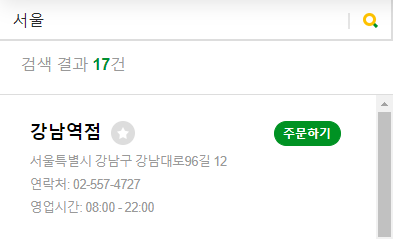 서울
검색 결과 17건
강남역점
주문하기
서울특별시 강남구 강남대로96길 12
연락처: 02-557-4727
영업시간: 08:00 - 22:00